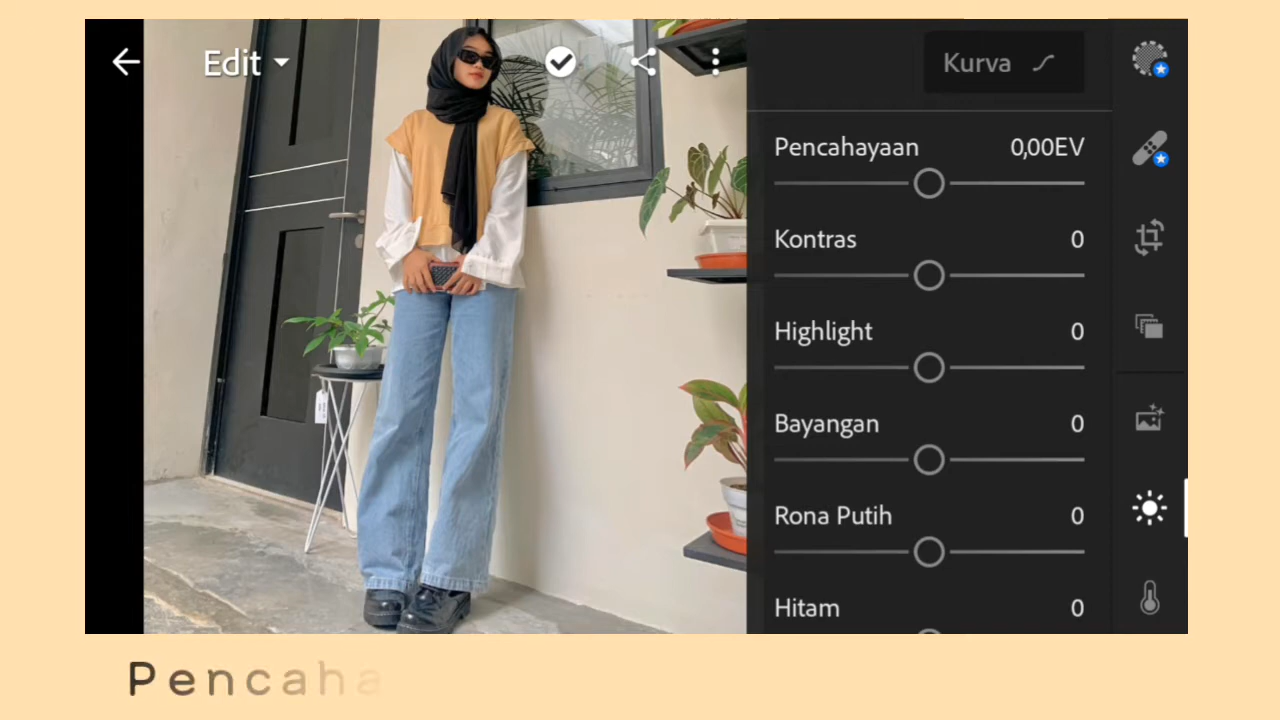 Edit
Kurva
Pencahayaan 0,00EV
Kontras 0
Highlight 0
Bayangan 0
Rona Putih 0
Hitam 0
Pencaha